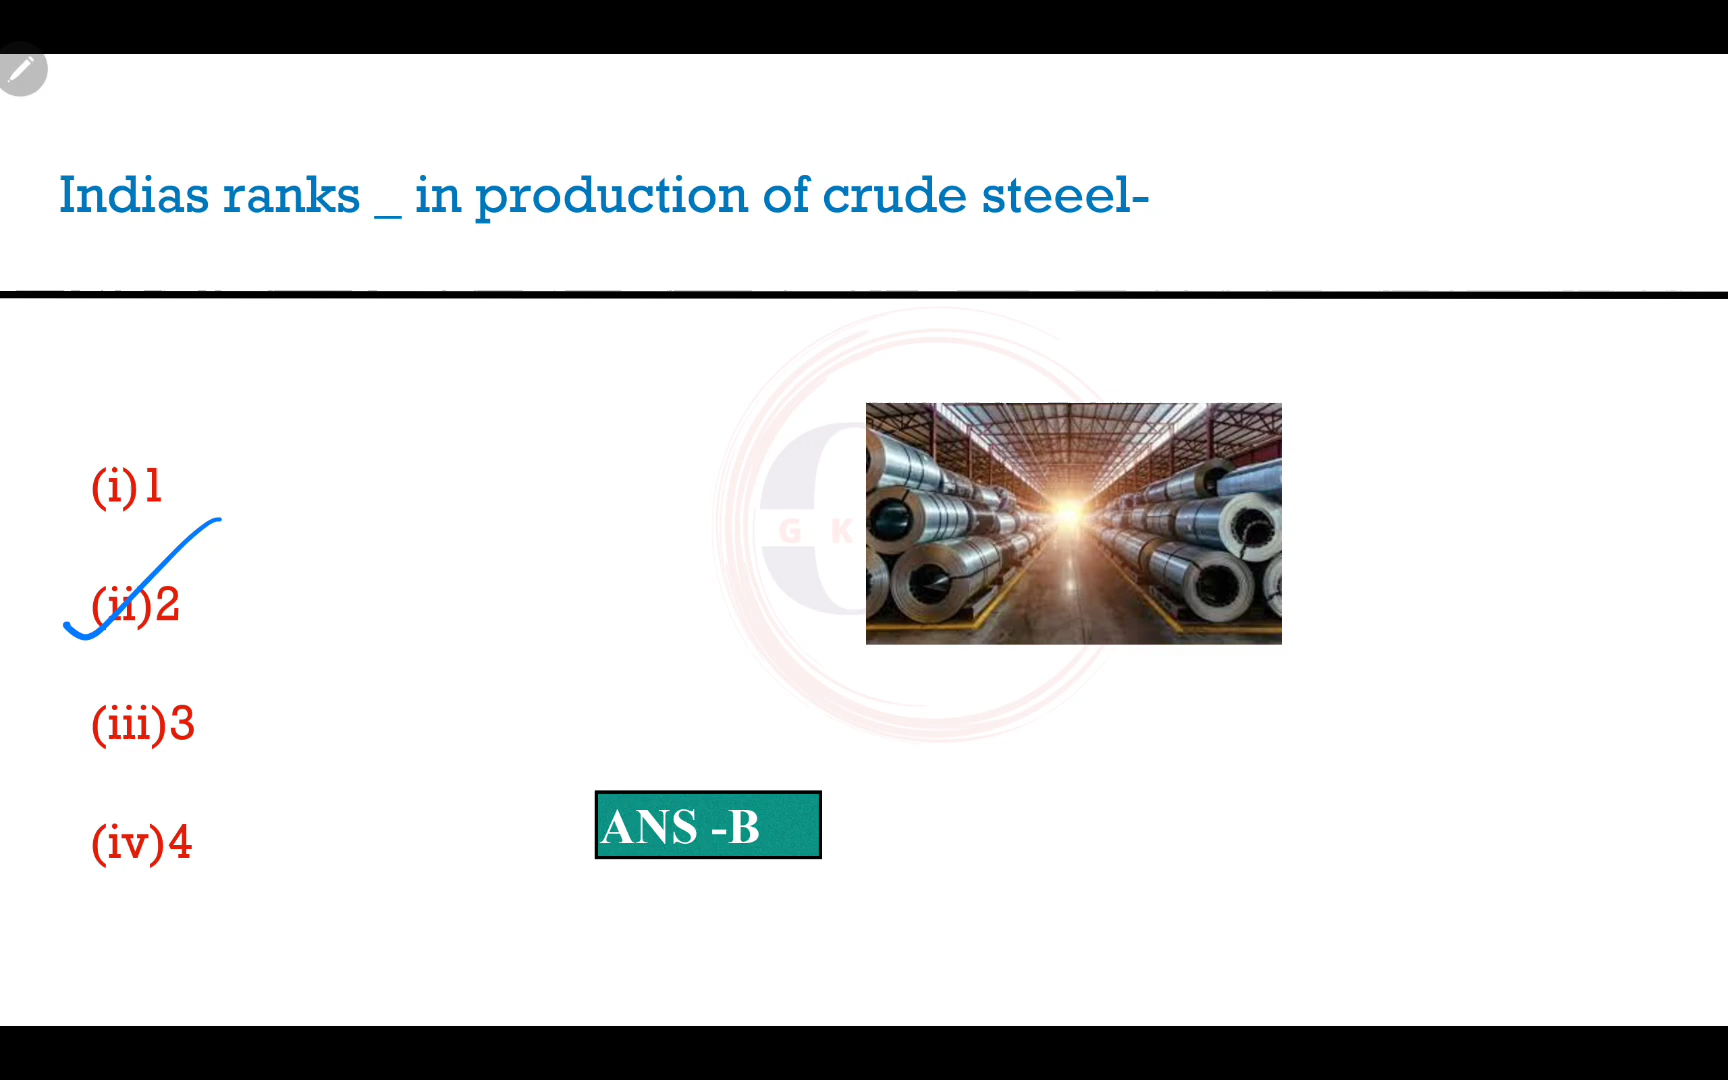 Indias ranks _ in production of crude steeel-
(i)1
(ii)2
G K
(iii)3
ANS -B
(iv)4